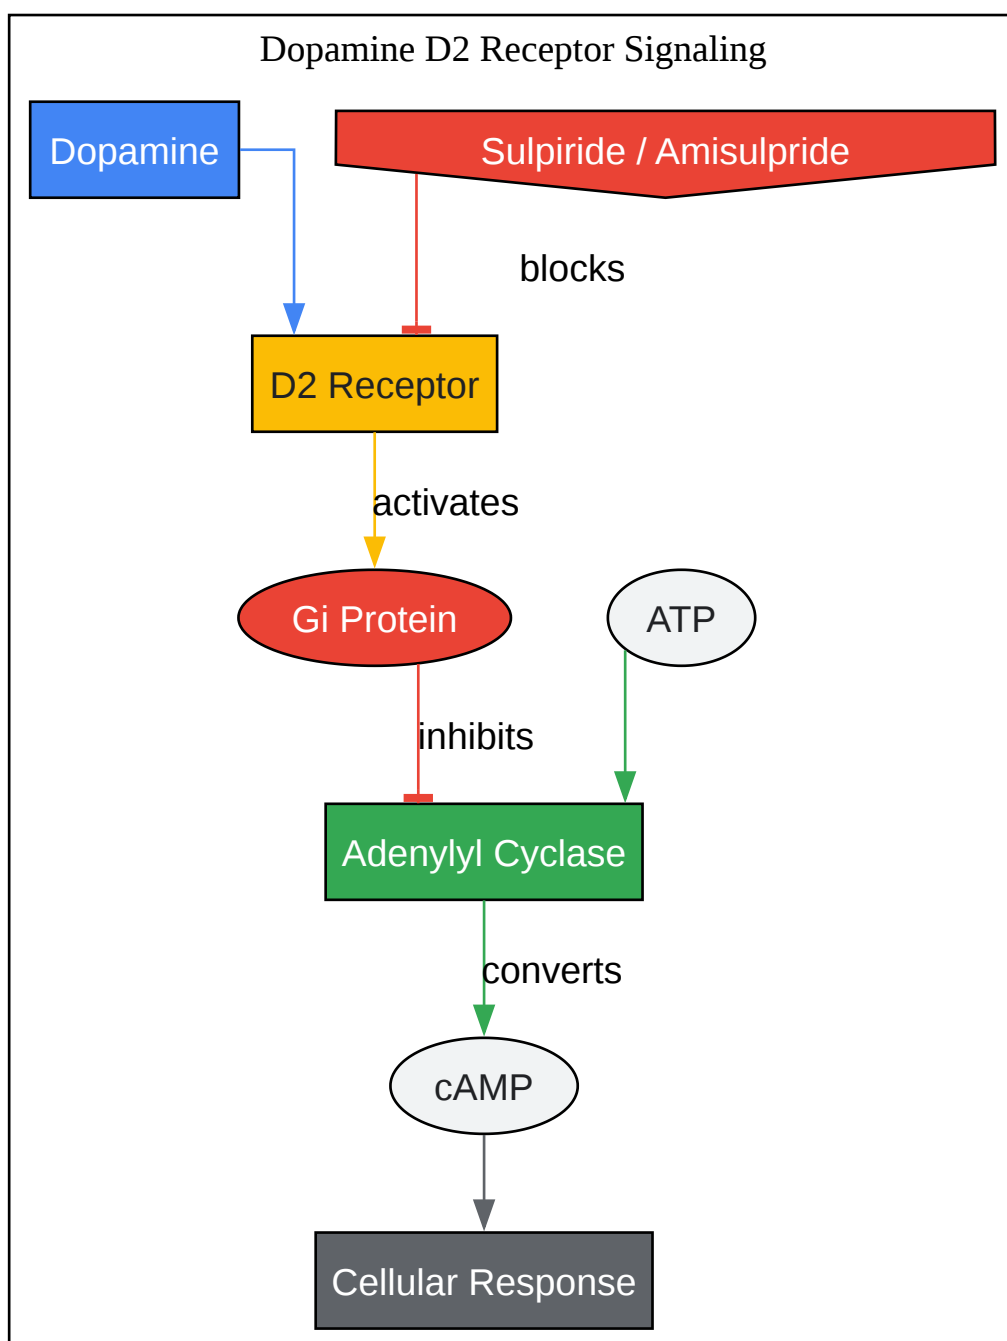 Dopamine D2 Receptor Signaling
Dopamine
Sulpiride / Amisulpride
blocks
D2 Receptor
activates
Gi Protein
ATP
inhibits
Adenylyl Cyclase
converts
cAMP
Cellular Response